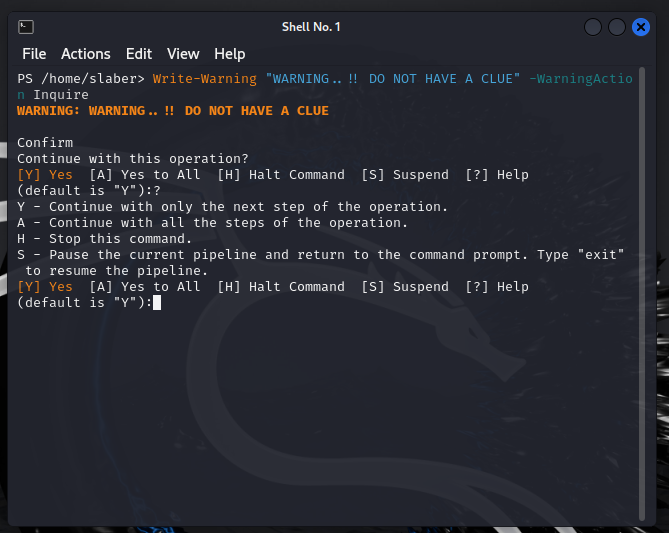 Shell No. 1
File Actions Edit View Help
PS /home/slaber> Write-Warning "WARNING..!! DO NOT HAVE A CLUE" -WarningActio
n Inquire
WARNING: WARNING..!! DO NOT HAVE A CLUE
Confirm
Continue with this operation?
[Y] Yes  [A] Yes to All  [H] Halt Command  [S] Suspend  [?] Help
(default is "Y"):?
Y - Continue with only the next step of the operation.
A - Continue with all the steps of the operation.
H - Stop this command.
S - Pause the current pipeline and return to the command prompt. Type "exit"
 to resume the pipeline.
[Y] Yes  [A] Yes to All  [H] Halt Command  [S] Suspend  [?] Help
(default is "Y"):